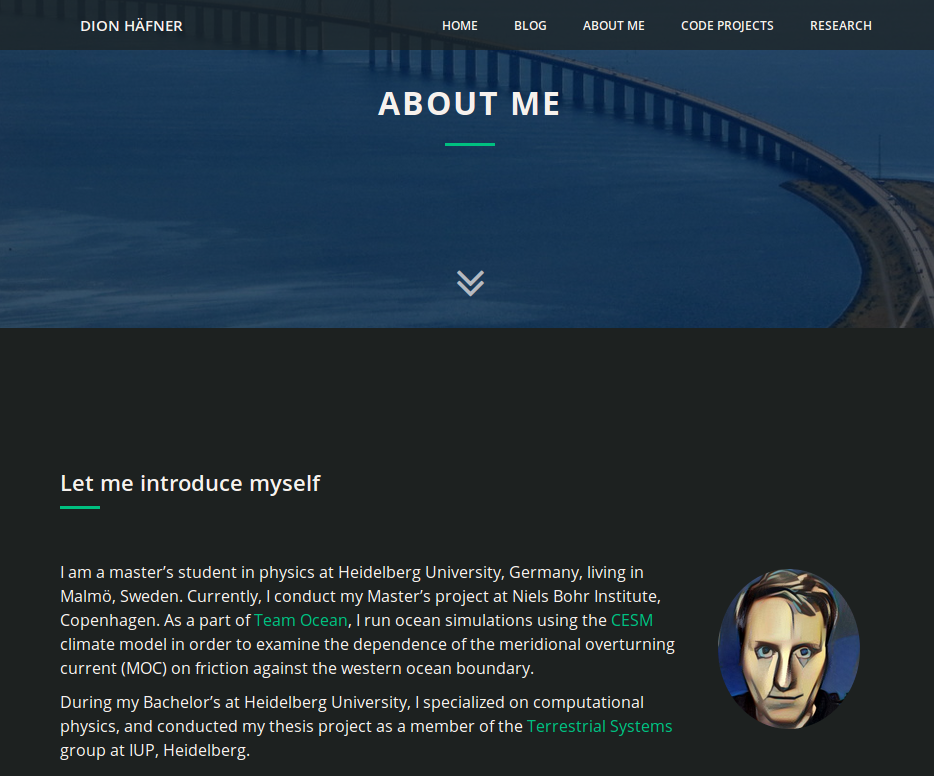 DION HÄFNER
HOME BLOG ABOUT ME CODE PROJECTS RESEARCH
ABOUT ME
Let me introduce myself
I am a master’s student in physics at Heidelberg University, Germany, living in
Malmö, Sweden. Currently, I conduct my Master’s project at Niels Bohr Institute,
Copenhagen. As a part of Team Ocean, I run ocean simulations using the CESM
climate model in order to examine the dependence of the meridional overturning
current (MOC) on friction against the western ocean boundary.
During my Bachelor’s at Heidelberg University, I specialized on computational
physics, and conducted my thesis project as a member of the Terrestrial Systems
group at IUP, Heidelberg.